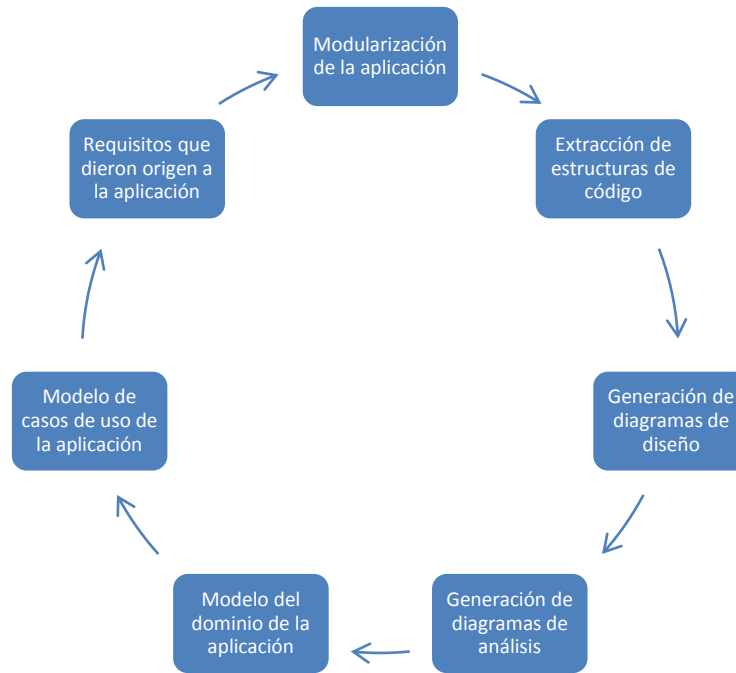 Modularización
de la aplicación
Extracción de
estructuras de
código
Generación de
diagramas de
diseño
Generación de
diagramas de
análisis
Modelo del
dominio de la
aplicación
Modelo de
casos de uso de
la aplicación
Requisitos que
dieron origen a
la aplicación